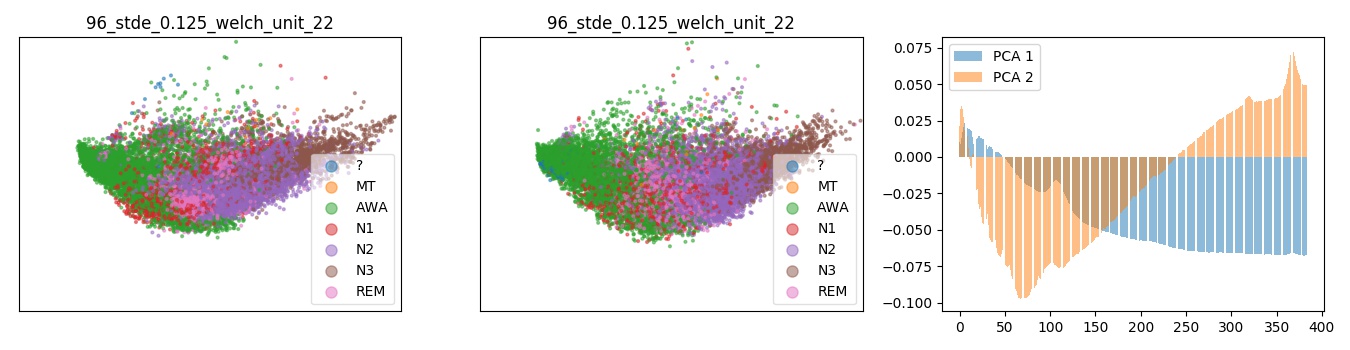 96_stde_0.125_welch_unit_22
?
MT
AWA
N1
N2
N3
REM
96_stde_0.125_welch_unit_22
?
MT
AWA
N1
N2
N3
REM
PCA 1
PCA 2
0.075
0.050
0.025
0.000
−0.025
−0.050
−0.075
−0.100
0 50 100 150 200 250 300 350 400